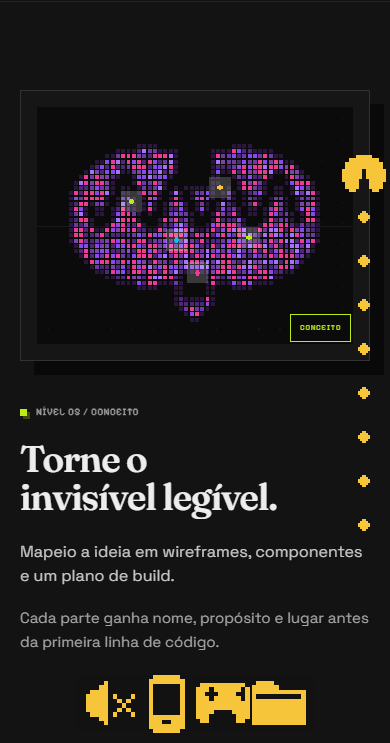 CONCEITO
NÍVEL 05 / CONCEITO
Torne o
invisível legível.
Mapeio a ideia em wireframes, componentes
e um plano de build.
Cada parte ganha nome, propósito e lugar antes
da primeira linha de código.